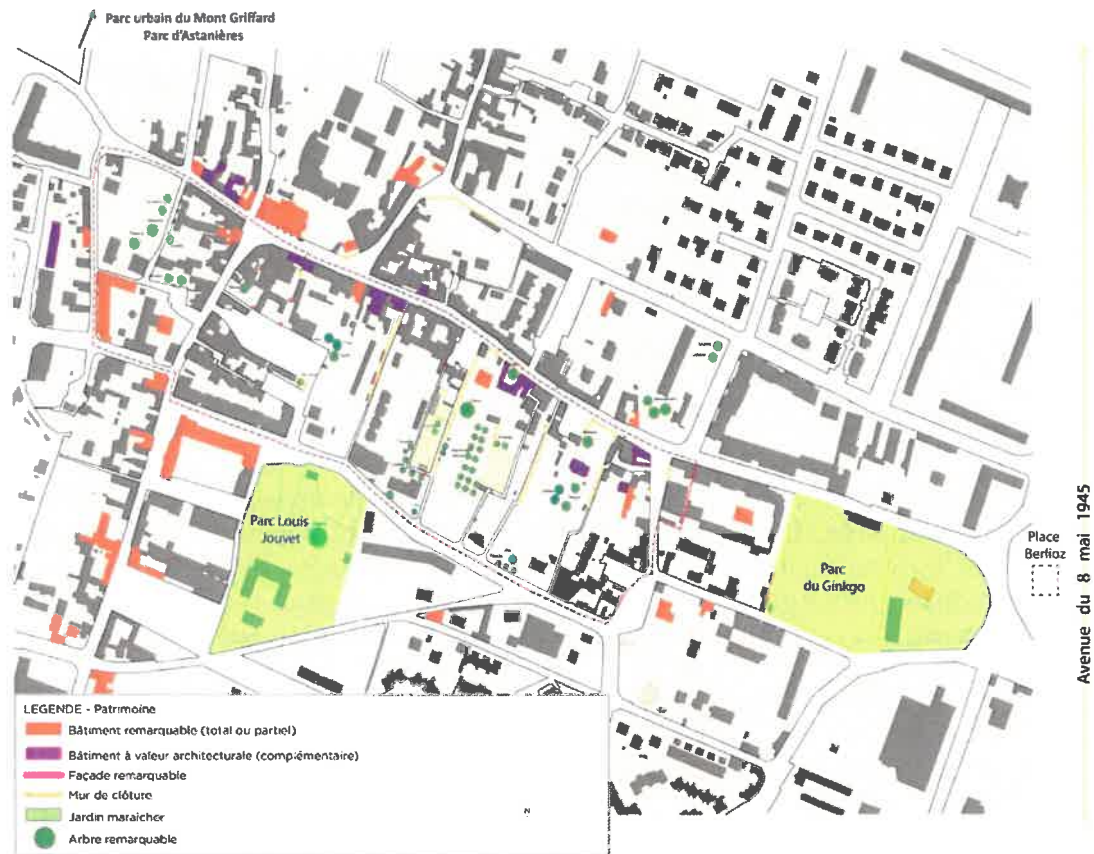 Parc urbain du Mont Griffard
Parc d'Astanières
Parc Louis
Jouvet
Parc
du Ginkgo
Place
Berlioz
Avenue du 8 mai 1945
LEGENDE - Patrimoine
Bâtiment remarquable (total ou partiel)
Bâtiment à valeur architecturale (complémentaire)
Façade remarquable
Mur de clôture
Jardin maraîcher
Arbre remarquable
N